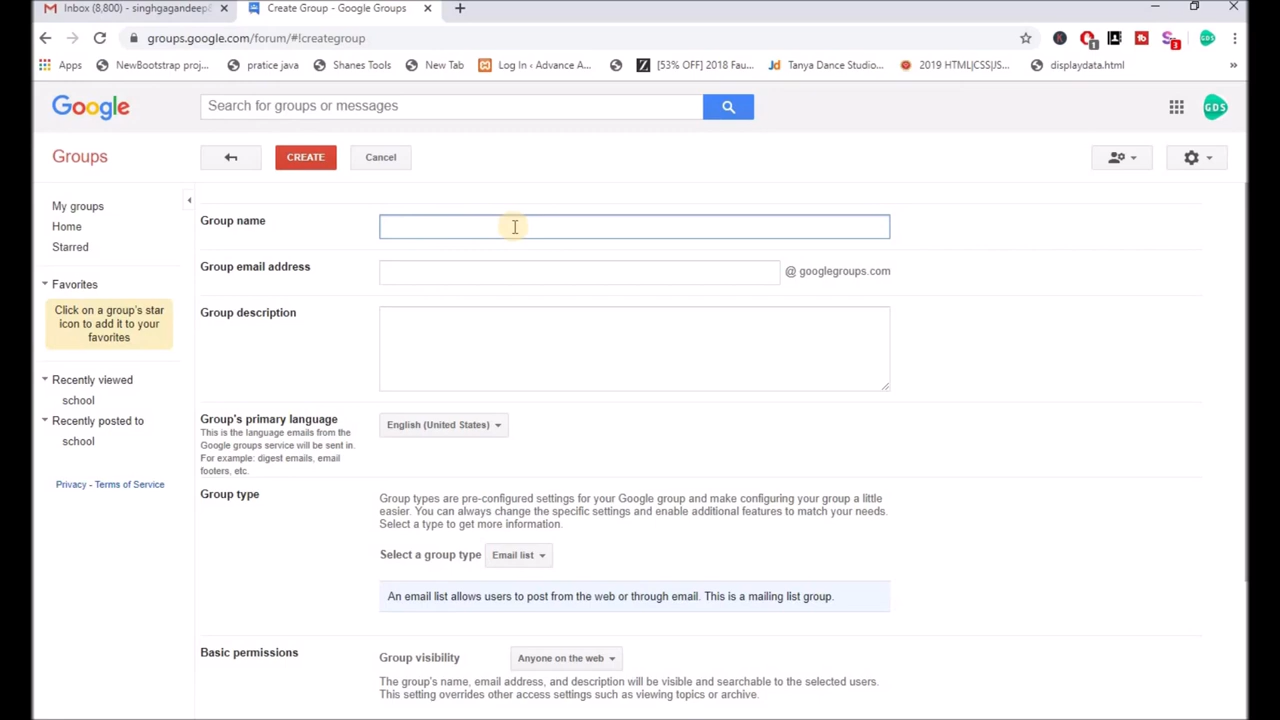 Inbox (8,800) - singhgagandeep8
Create Group - Google Groups
groups.google.com/forum/#!creategroup
Apps
NewBootstrap proj...
pratice java
Shanes Tools
New Tab
Log In ‹ Advance A...
[53% OFF] 2018 Fau...
Tanya Dance Studio...
2019 HTML|CSS|JS...
displaydata.html
Google
Search for groups or messages
GDS
Groups
CREATE
Cancel
My groups
Home
Starred
Favorites
Click on a group's star
icon to add it to your
favorites
Recently viewed
school
Recently posted to
school
Privacy - Terms of Service
Group name
Group email address
@ googlegroups.com
Group description
Group's primary language
This is the language emails from the
Google groups service will be sent in.
For example: digest emails, email
footers, etc.
English (United States)
Group type
Group types are pre-configured settings for your Google group and make configuring your group a little
easier. You can always change the specific settings and enable additional features to match your needs.
Select a type to get more information.
Select a group type
Email list
An email list allows users to post from the web or through email. This is a mailing list group.
Basic permissions
Group visibility
Anyone on the web
The group's name, email address, and description will be visible and searchable to the selected users.
This setting overrides other access settings such as viewing topics or archive.